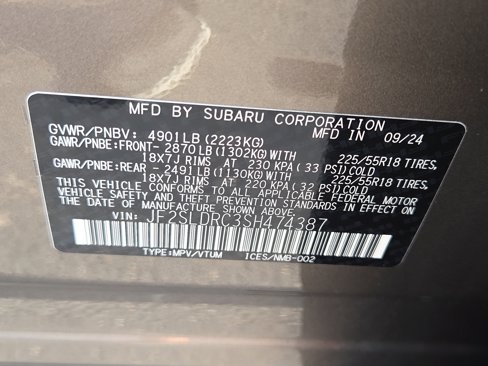 MFD BY SUBARU CORPORATION
GVWR/PNBV: 4901LB (2223KG) MFD IN 09/24
GAWR/PNBE:FRONT- 2870LB (1302KG)WITH 225/55R18 TIRES,
18X7J RIMS AT 230 KPA (33 PSI)COLD
GAWR/PNBE:REAR - 2491LB (1130KG)WITH 225/55R18 TIRES,
18X7J RIMS AT 220 KPA (32 PSI)COLD
THIS VEHICLE CONFORMS TO ALL APPLICABLE FEDERAL MOTOR
VEHICLE SAFETY AND THEFT PREVENTION STANDARDS IN EFFECT ON
THE DATE OF MANUFACTURE SHOWN ABOVE.
VIN: JF2SLDRC3SH474387
TYPE:MPV/VTUM ICES/NMB-002